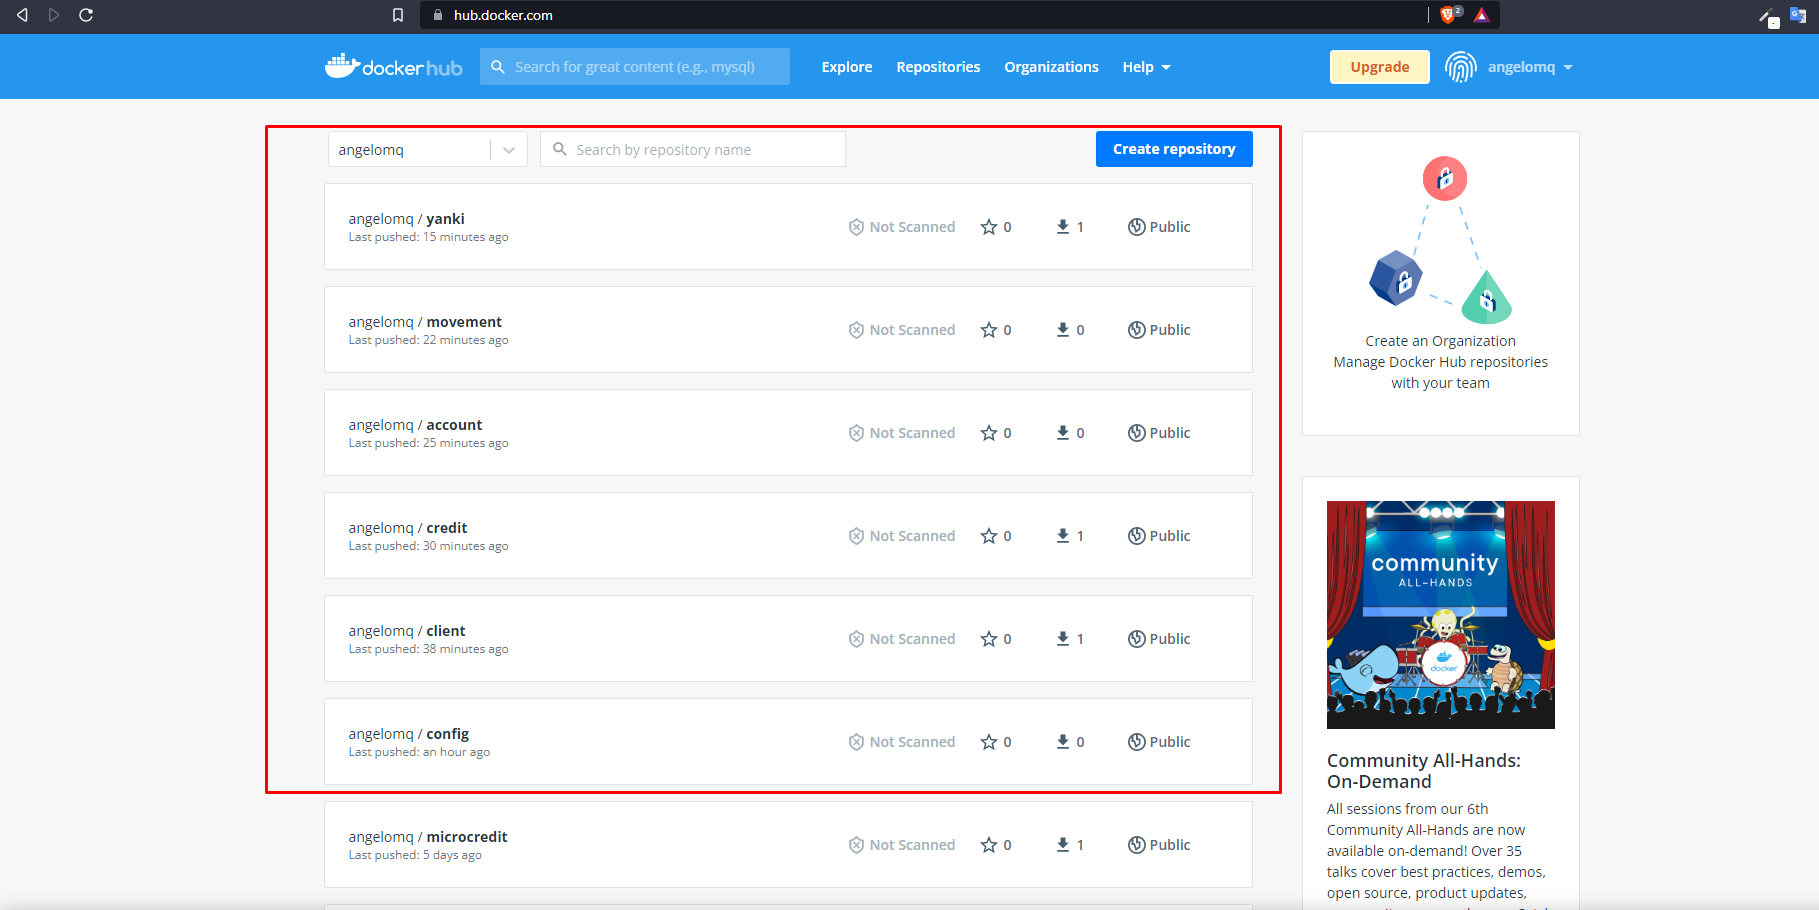 hub.docker.com
2
docker hub
Search for great content (e.g., mysql)
Explore
Repositories
Organizations
Help
Upgrade
angelomq
angelomq
Search by repository name
Create repository
angelomq / yanki
Last pushed: 15 minutes ago
Not Scanned
0
1
Public
angelomq / movement
Last pushed: 22 minutes ago
Not Scanned
0
0
Public
angelomq / account
Last pushed: 25 minutes ago
Not Scanned
0
0
Public
angelomq / credit
Last pushed: 30 minutes ago
Not Scanned
0
1
Public
angelomq / client
Last pushed: 38 minutes ago
Not Scanned
0
1
Public
angelomq / config
Last pushed: an hour ago
Not Scanned
0
0
Public
angelomq / microcredit
Last pushed: 5 days ago
Not Scanned
0
1
Public
Create an Organization
Manage Docker Hub repositories
with your team
community
ALL-HANDS
docker
Community All-Hands:
On-Demand
All sessions from our 6th
Community All-Hands are now
available on-demand! Over 35
talks cover best practices, demos,
open source, product updates,